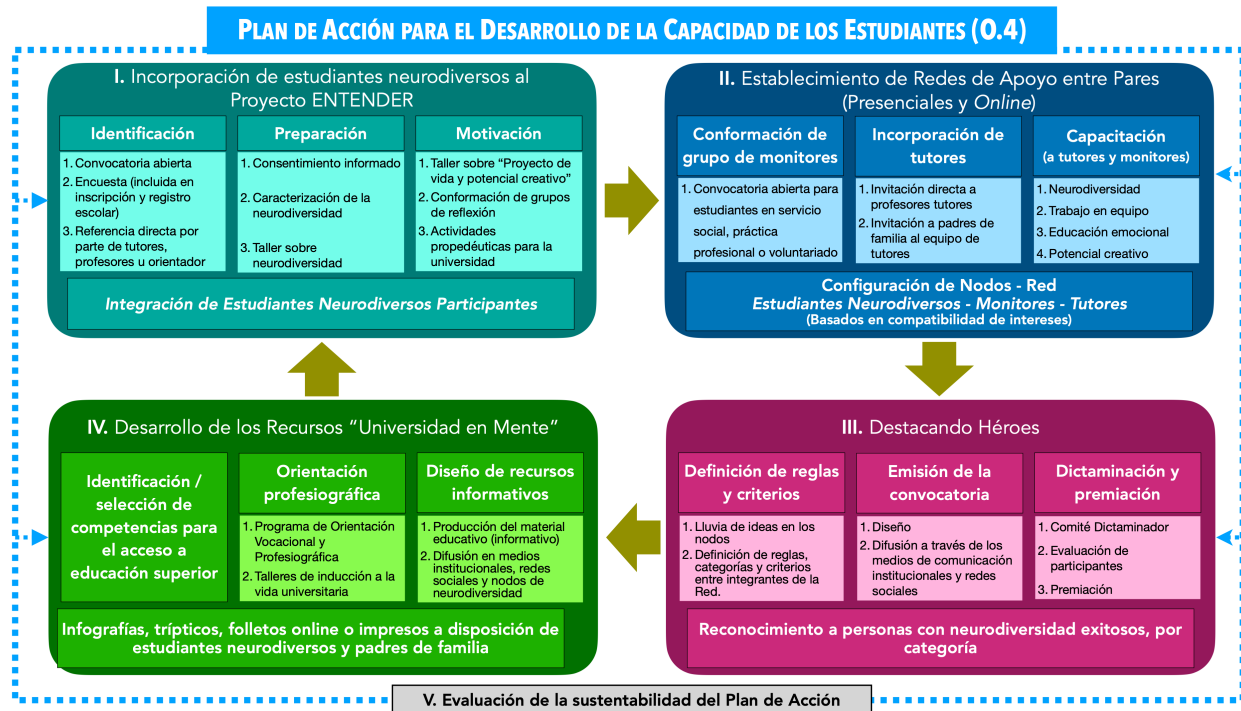 PLAN DE ACCIÓN PARA EL DESARROLLO DE LA CAPACIDAD DE LOS ESTUDIANTES (O.4)
I. Incorporación de estudiantes neurodiversos al
Proyecto ENTENDER
Identificación
1. Convocatoria abierta
2. Encuesta (incluida en
inscripción y registro
escolar)
3. Referencia directa por
parte de tutores,
profesores u orientador
Preparación
1. Consentimiento informado
2. Caracterización de la
neurodiversidad
3. Taller sobre
neurodiversidad
Motivación
1. Taller sobre “Proyecto de
vida y potencial creativo”
2. Conformación de grupos
de reflexión
3. Actividades
propedéuticas para la
universidad
Integración de Estudiantes Neurodiversos Participantes
II. Establecimiento de Redes de Apoyo entre Pares
(Presenciales y Online)
Conformación de
grupo de monitores
1. Convocatoria abierta para
estudiantes en servicio
social, práctica
profesional o voluntariado
Incorporación de
tutores
1. Invitación directa a
profesores tutores
2. Invitación a padres de
familia al equipo de
tutores
Capacitación
(a tutores y monitores)
1. Neurodiversidad
2. Trabajo en equipo
3. Educación emocional
4. Potencial creativo
Configuración de Nodos - Red
Estudiantes Neurodiversos - Monitores - Tutores
(Basados en compatibilidad de intereses)
IV. Desarrollo de los Recursos “Universidad en Mente”
Identificación /
selección de
competencias para
el acceso a
educación superior
Orientación
profesiográfica
1. Programa de Orientación
Vocacional y
Profesiográfica
2. Talleres de inducción a la
vida universitaria
Diseño de recursos
informativos
1. Producción del material
educativo (informativo)
2. Difusión en medios
institucionales, redes
sociales y nodos de
neurodiversidad
Infografías, trípticos, folletos online o impresos a disposición de
estudiantes neurodiversos y padres de familia
III. Destacando Héroes
Definición de reglas
y criterios
1. Lluvia de ideas en los
nodos
2. Definición de reglas,
categorías y criterios
entre integrantes de la
Red.
Emisión de la
convocatoria
1. Diseño
2. Difusión a través de los
medios de comunicación
institucionales y redes
sociales
Dictaminación y
premiación
1. Comité Dictaminador
2. Evaluación de
participantes
3. Premiación
Reconocimiento a personas con neurodiversidad exitosos, por
categoría
V. Evaluación de la sustentabilidad del Plan de Acción